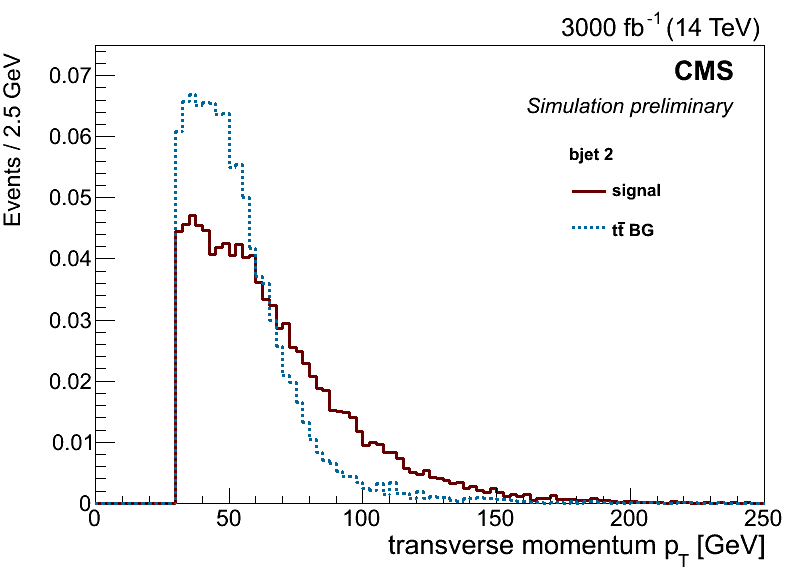 3000 fb⁻¹ (14 TeV)
CMS
Simulation preliminary
bjet 2
signal
tt̄ BG
Events / 2.5 GeV
0.07
0.06
0.05
0.04
0.03
0.02
0.01
0
0 50 100 150 200 250
transverse momentum p_T [GeV]